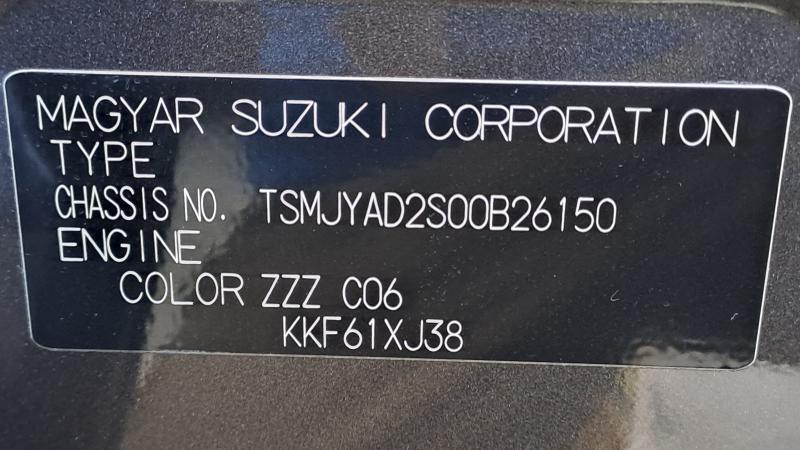 MAGYAR SUZUKI CORPORATION
TYPE
CHASSIS NO. TSMJYAD2S00B26150
ENGINE
COLOR ZZZ C06
KKF61XJ38